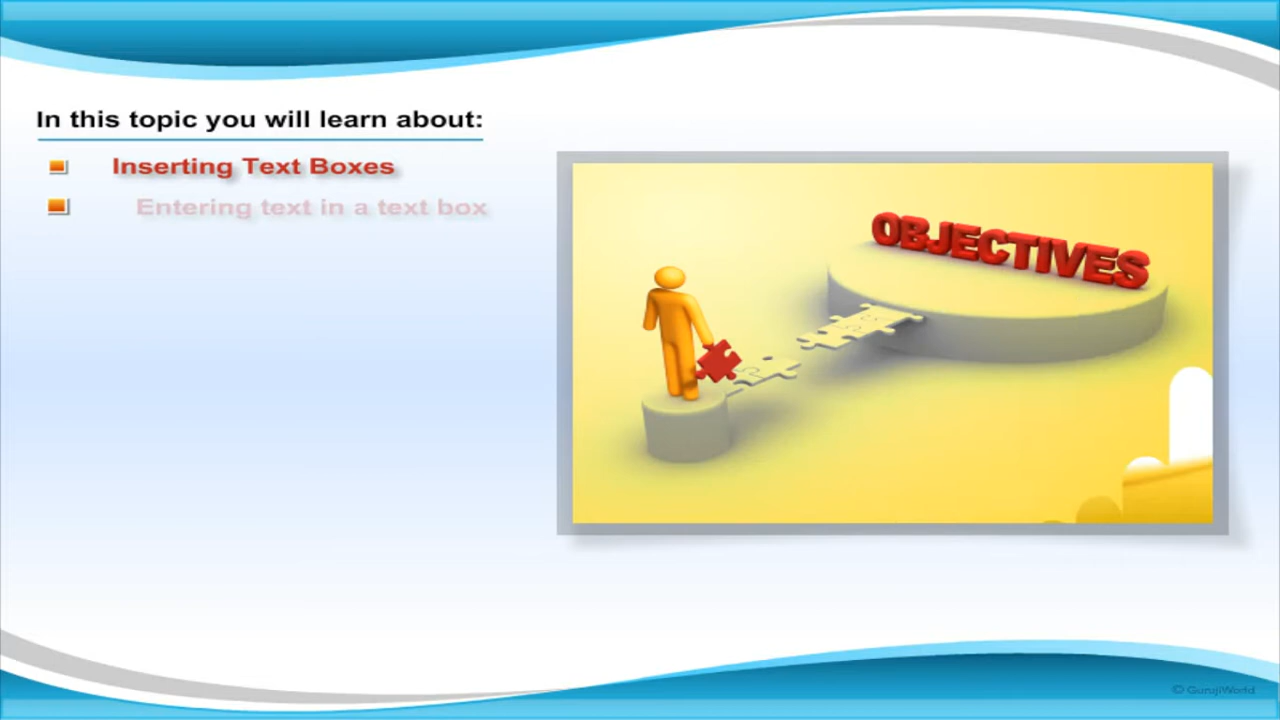 In this topic you will learn about:
Inserting Text Boxes
Entering text in a text box
OBJECTIVES
© GurujiWorld